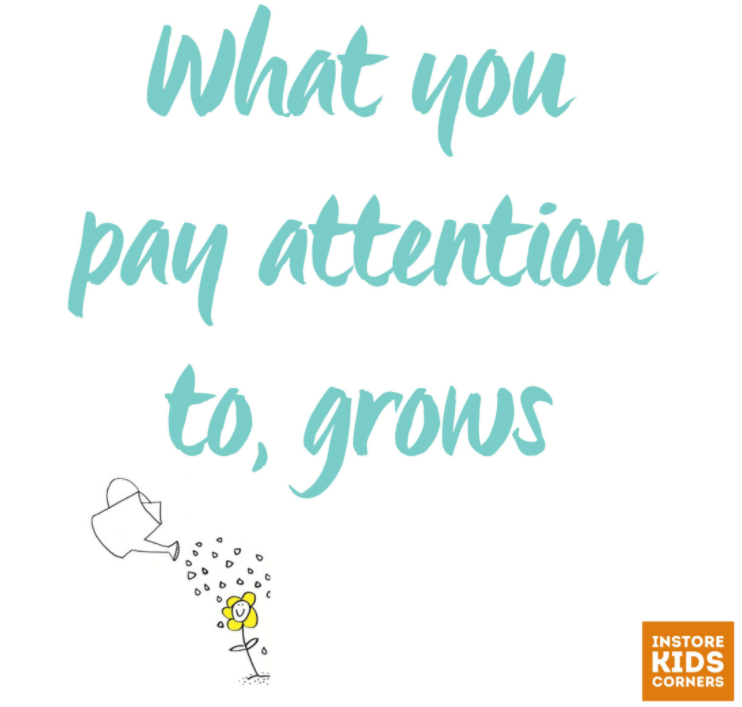 What you
pay attention
to, grows
INSTORE
KIDS
CORNERS